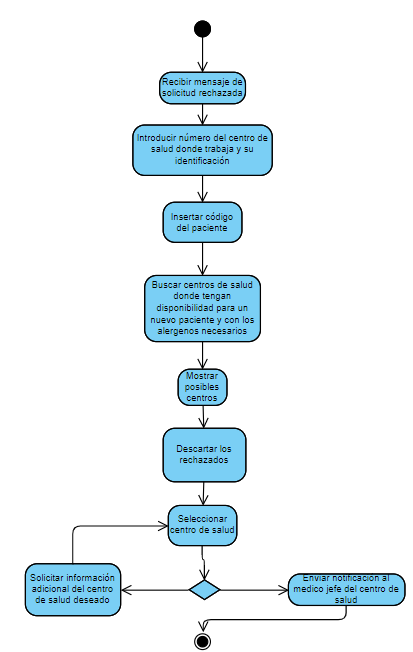 Recibir mensaje de
solicitud rechazada
Introducir número del centro de
salud donde trabaja y su
identificación
Insertar código
del paciente
Buscar centros de salud
donde tengan
disponibilidad para un
nuevo paciente y con los
alergenos necesarios
Mostrar
posibles
centros
Descartar los
rechazados
Seleccionar
centro de salud
Solicitar información
adicional del centro
de salud deseado
Enviar notificación al
medico jefe del centro de
salud